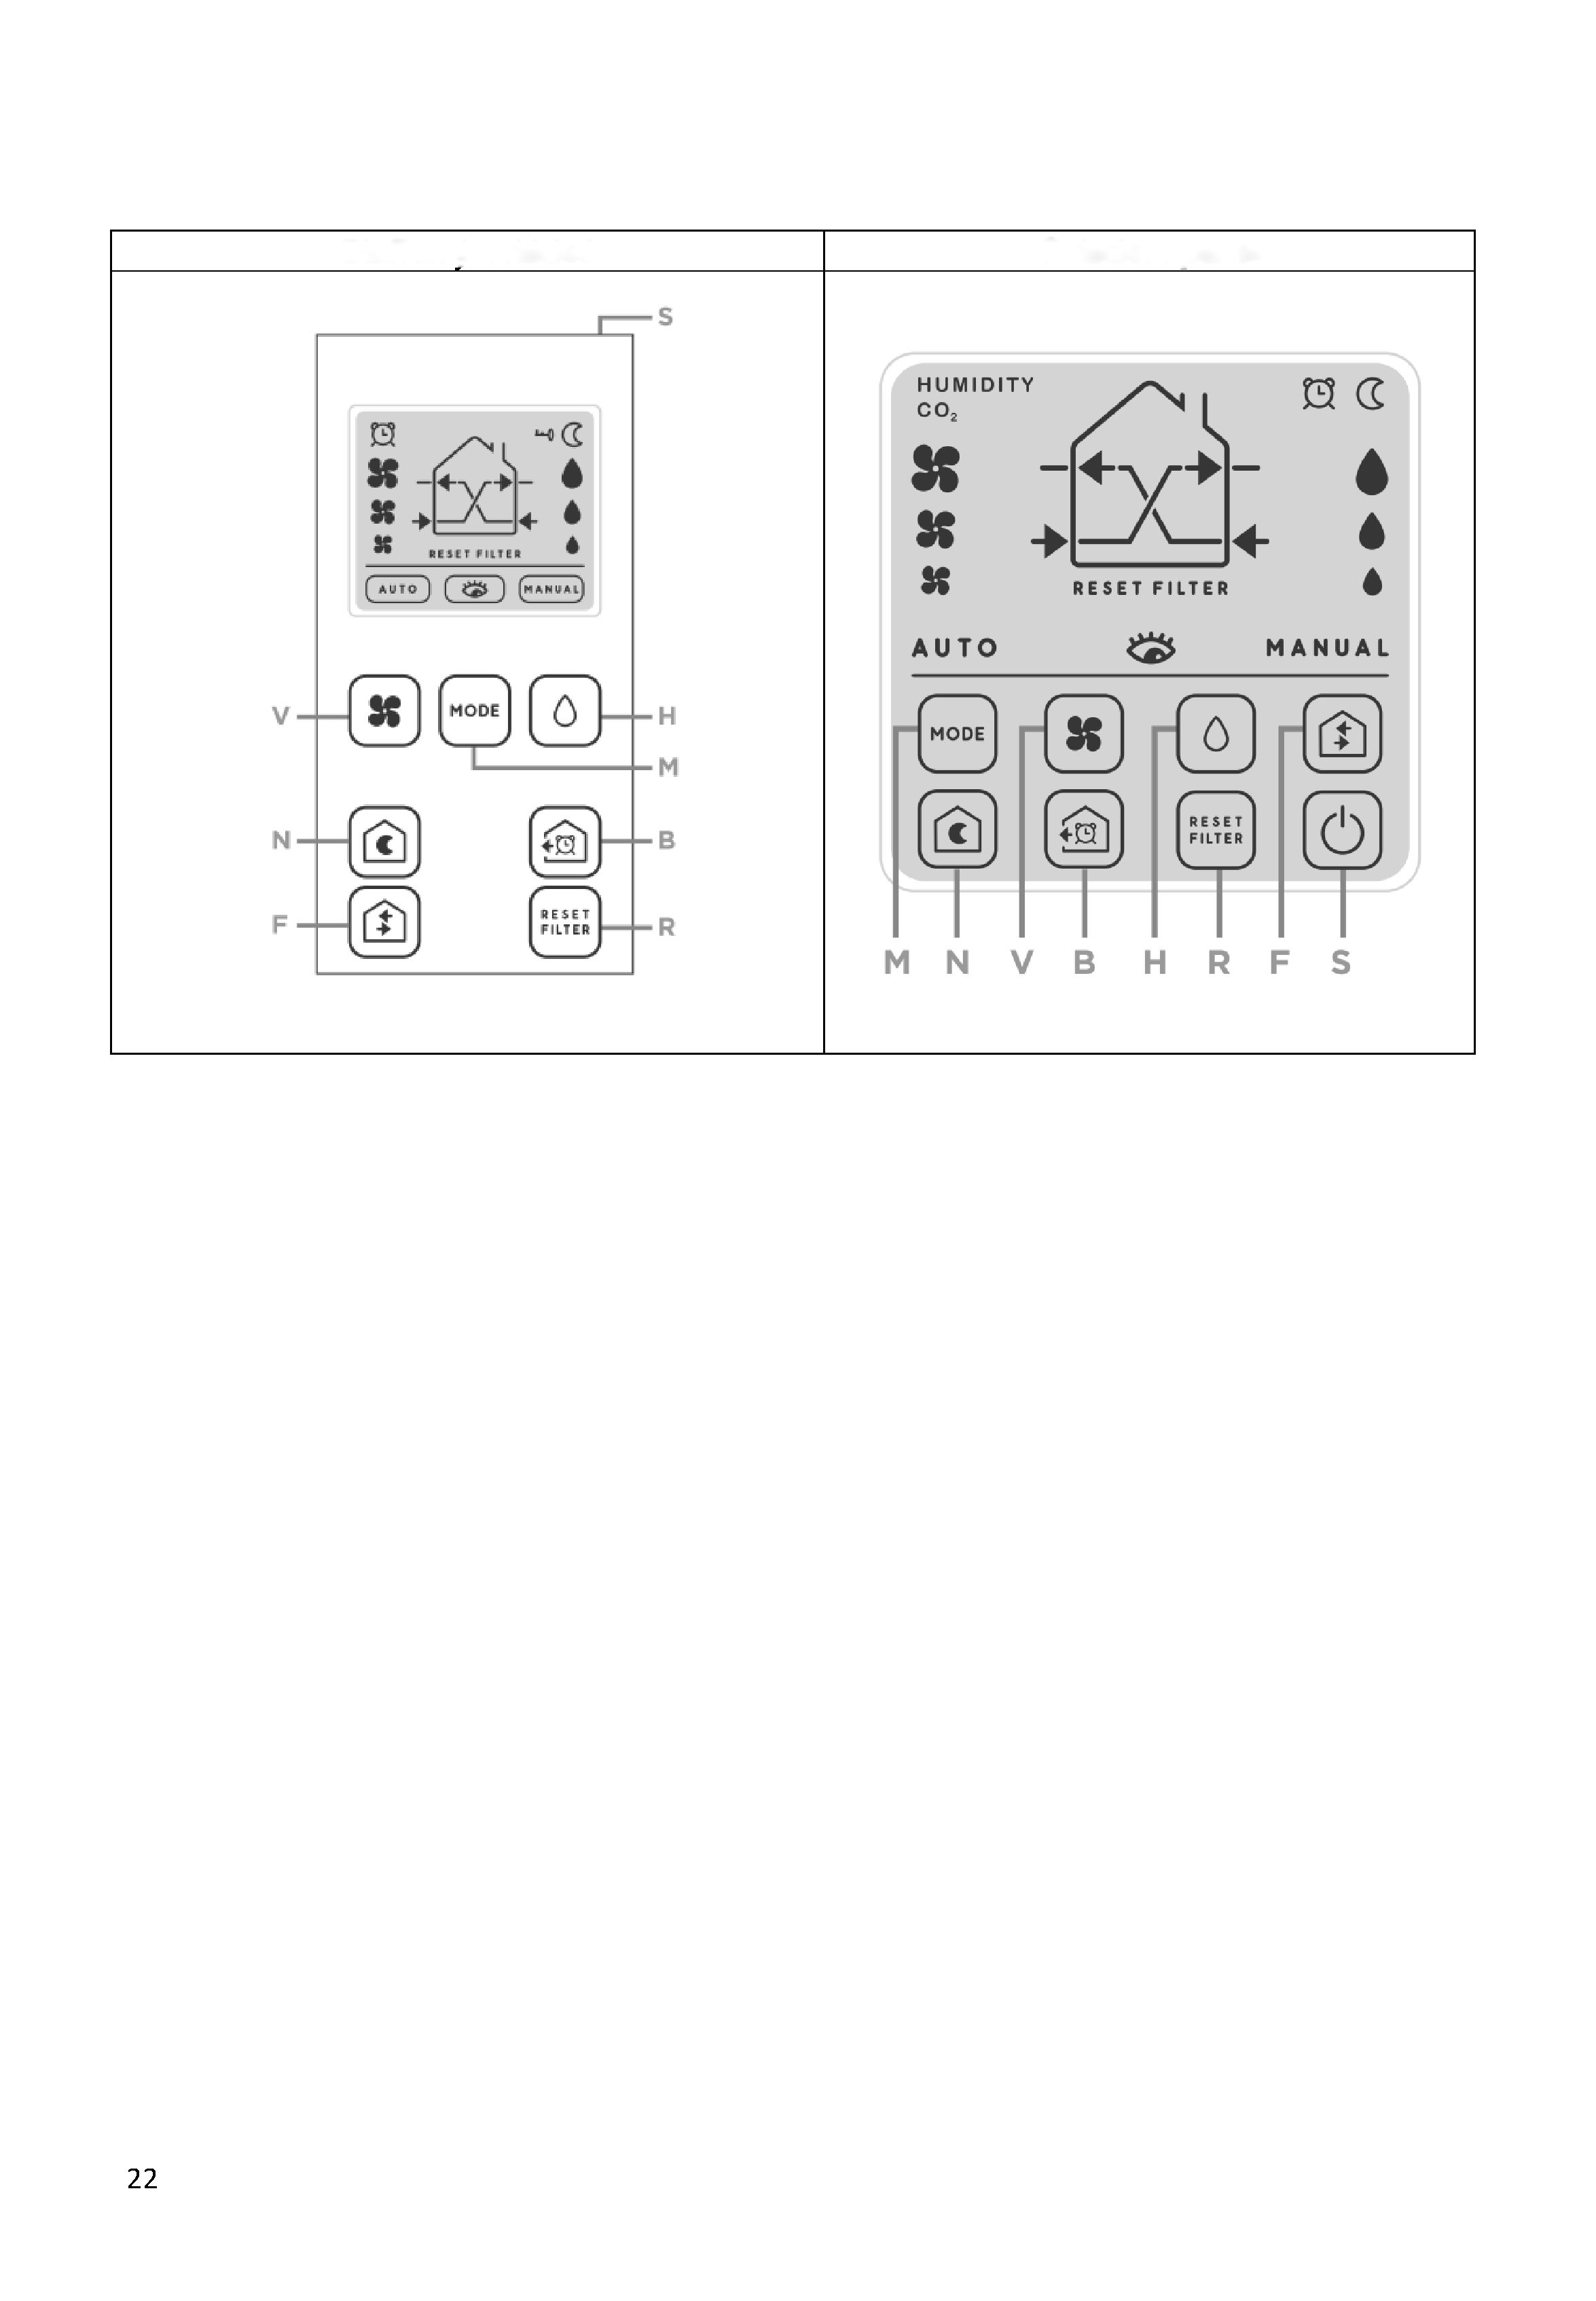 S
RESET FILTER
AUTO
MANUAL
V
MODE
H
M
N
B
F
RESET
FILTER
R
HUMIDITY
CO₂
RESET FILTER
AUTO
MANUAL
MODE
RESET
FILTER
M N V B H R F S
22